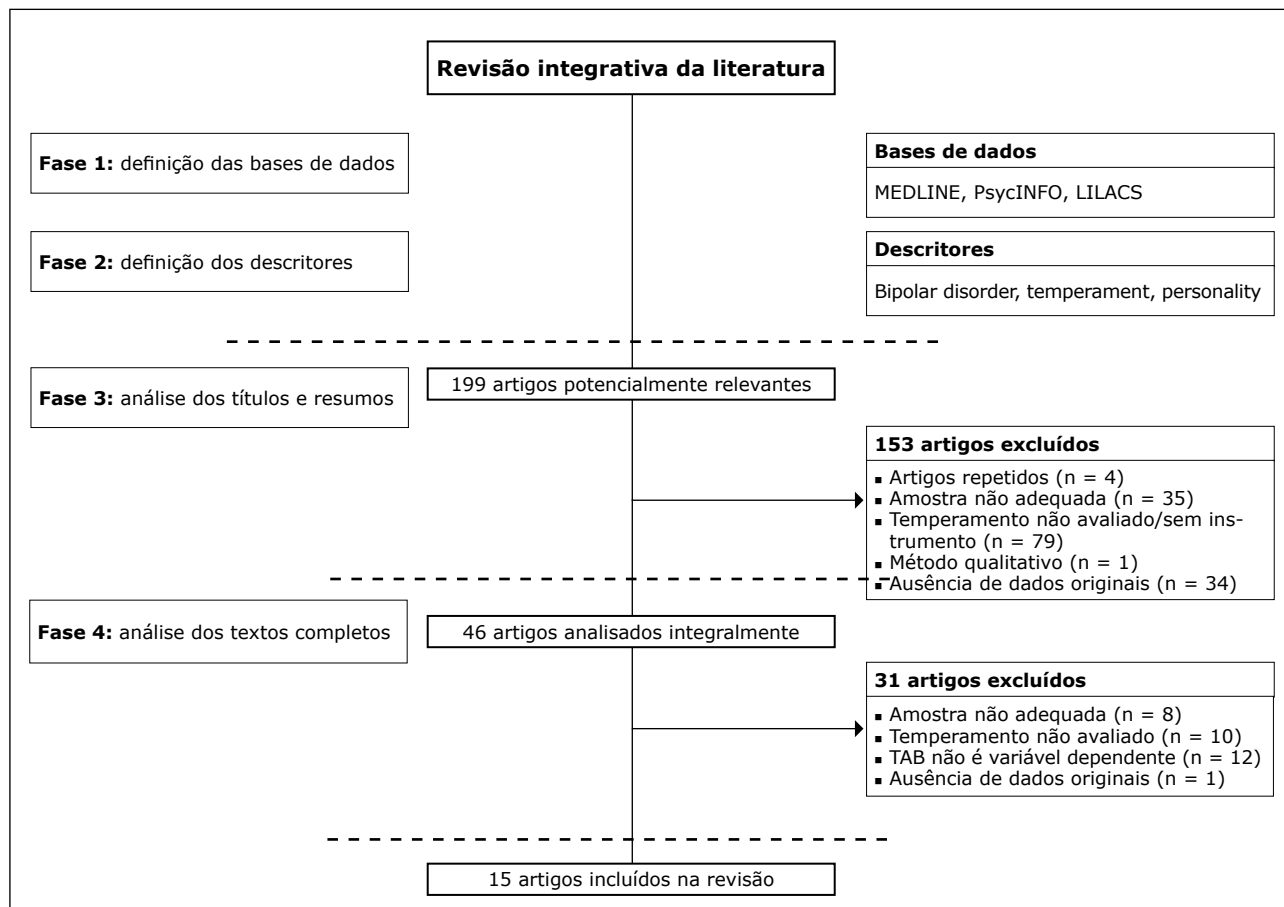 Revisão integrativa da literatura
Fase 1: definição das bases de dados
Bases de dados
MEDLINE, PsycINFO, LILACS
Fase 2: definição dos descritores
Descritores
Bipolar disorder, temperament, personality
Fase 3: análise dos títulos e resumos
199 artigos potencialmente relevantes
153 artigos excluídos
▪ Artigos repetidos (n = 4)
▪ Amostra não adequada (n = 35)
▪ Temperamento não avaliado/sem ins-
trumento (n = 79)
▪ Método qualitativo (n = 1)
▪ Ausência de dados originais (n = 34)
Fase 4: análise dos textos completos
46 artigos analisados integralmente
31 artigos excluídos
▪ Amostra não adequada (n = 8)
▪ Temperamento não avaliado (n = 10)
▪ TAB não é variável dependente (n = 12)
▪ Ausência de dados originais (n = 1)
15 artigos incluídos na revisão